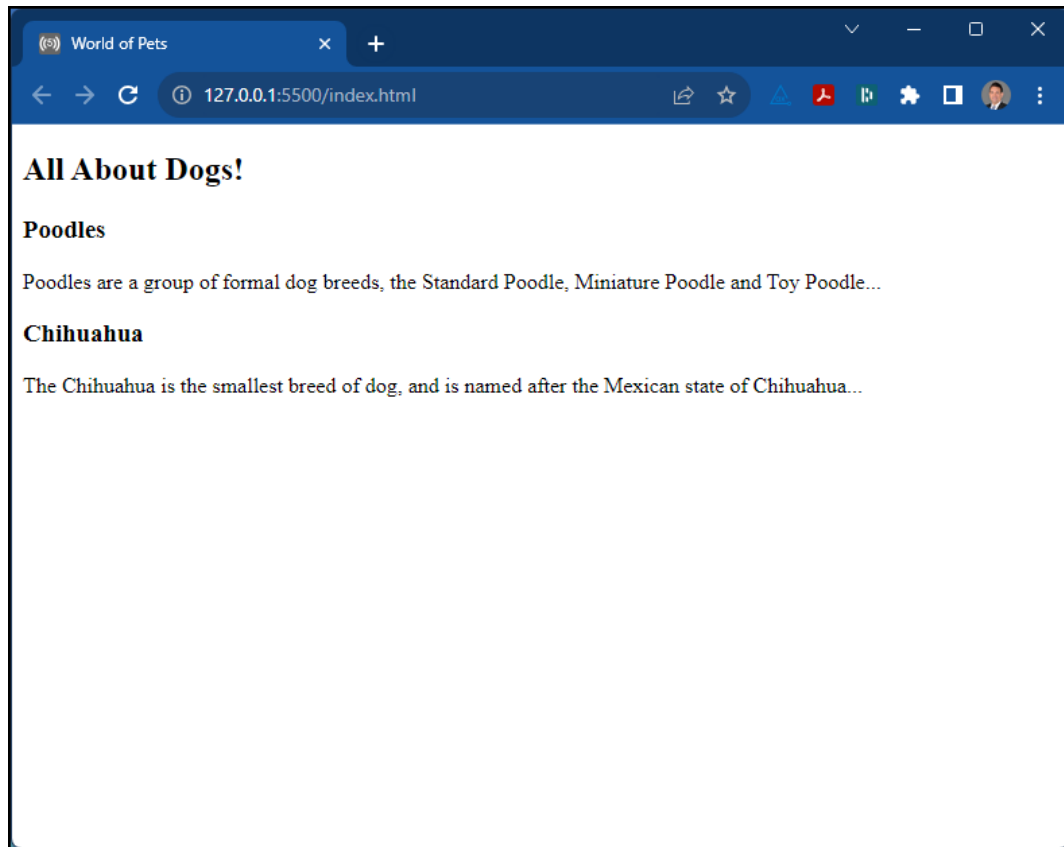 World of Pets
127.0.0.1:5500/index.html
All About Dogs!
Poodles
Poodles are a group of formal dog breeds, the Standard Poodle, Miniature Poodle and Toy Poodle...
Chihuahua
The Chihuahua is the smallest breed of dog, and is named after the Mexican state of Chihuahua...